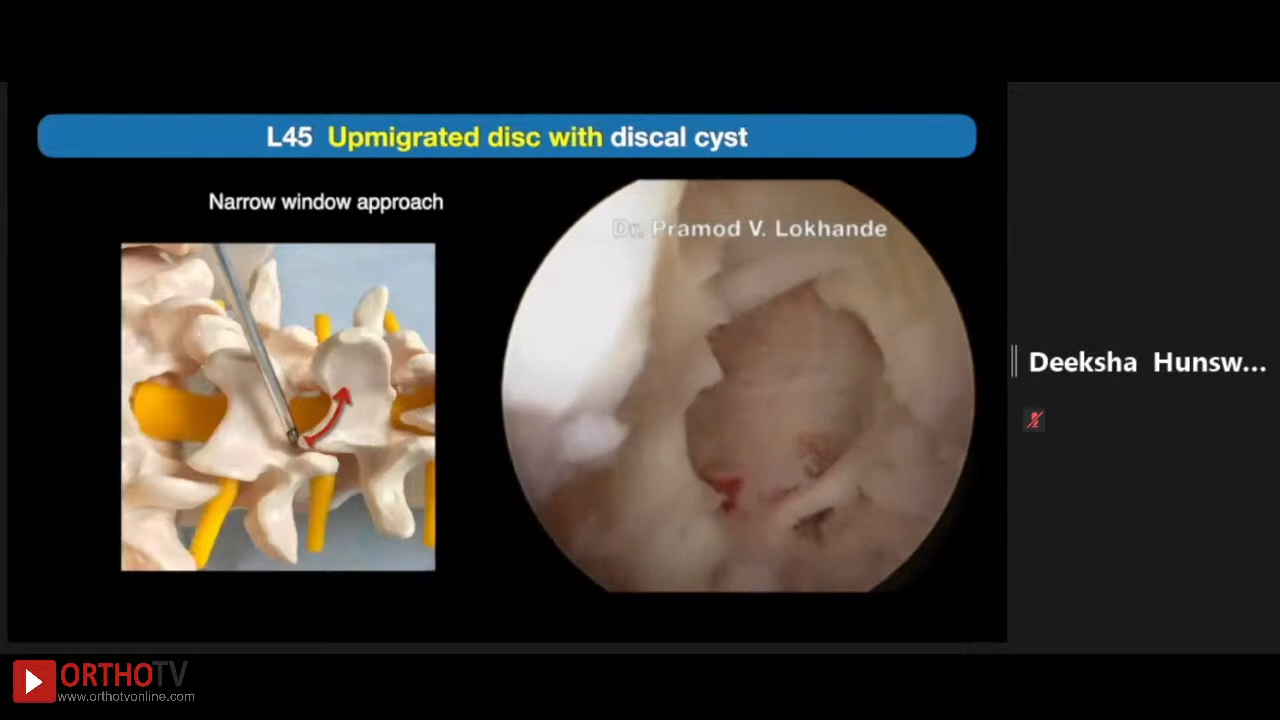 L45 Upmigrated disc with discal cyst
Narrow window approach
Dr. Pramod V. Lokhande
Deeksha Hunsw...
ORTHOTV
www.orthotvonline.com